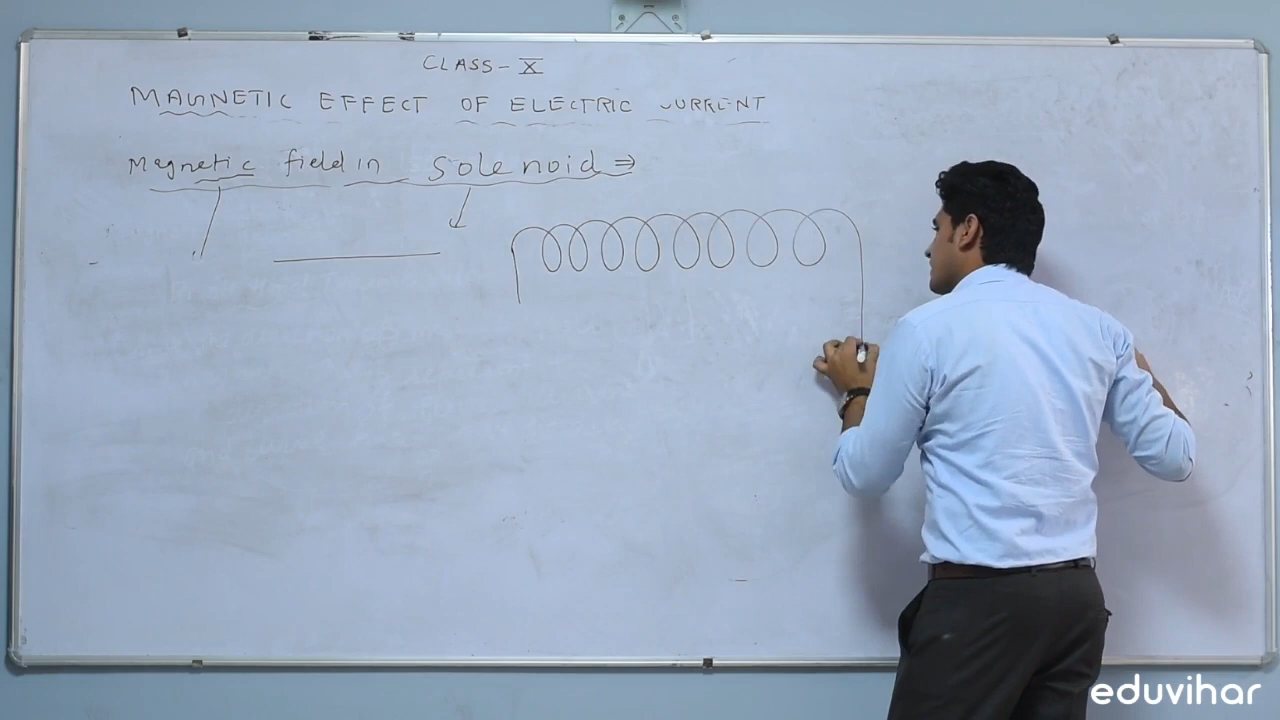 CLASS - X
MAGNETIC EFFECT OF ELECTRIC CURRENT
Magnetic field in solenoid ⇒
eduvihar